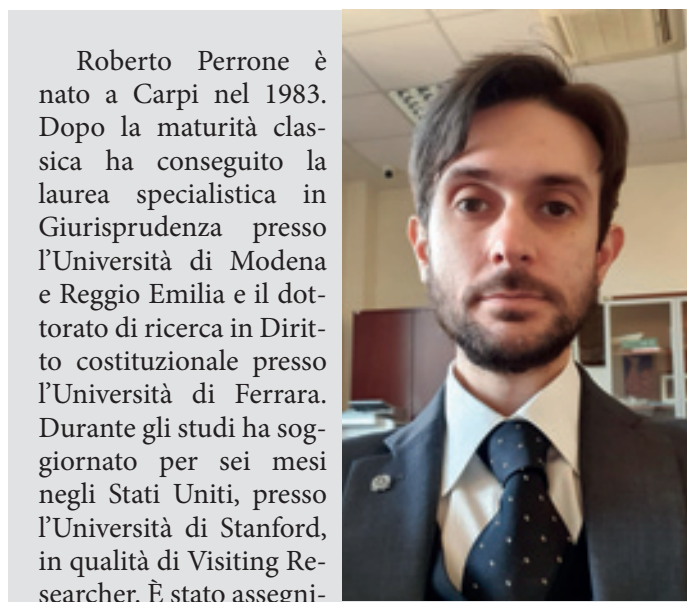 Roberto Perrone è
nato a Carpi nel 1983.
Dopo la maturità clas-
sica ha conseguito la
laurea specialistica in
Giurisprudenza presso
l’Università di Modena
e Reggio Emilia e il dot-
torato di ricerca in Dirit-
to costituzionale presso
l’Università di Ferrara.
Durante gli studi ha sog-
giornato per sei mesi
negli Stati Uniti, presso
l’Università di Stanford,
in qualità di Visiting Re-
searcher. È stato assegni-